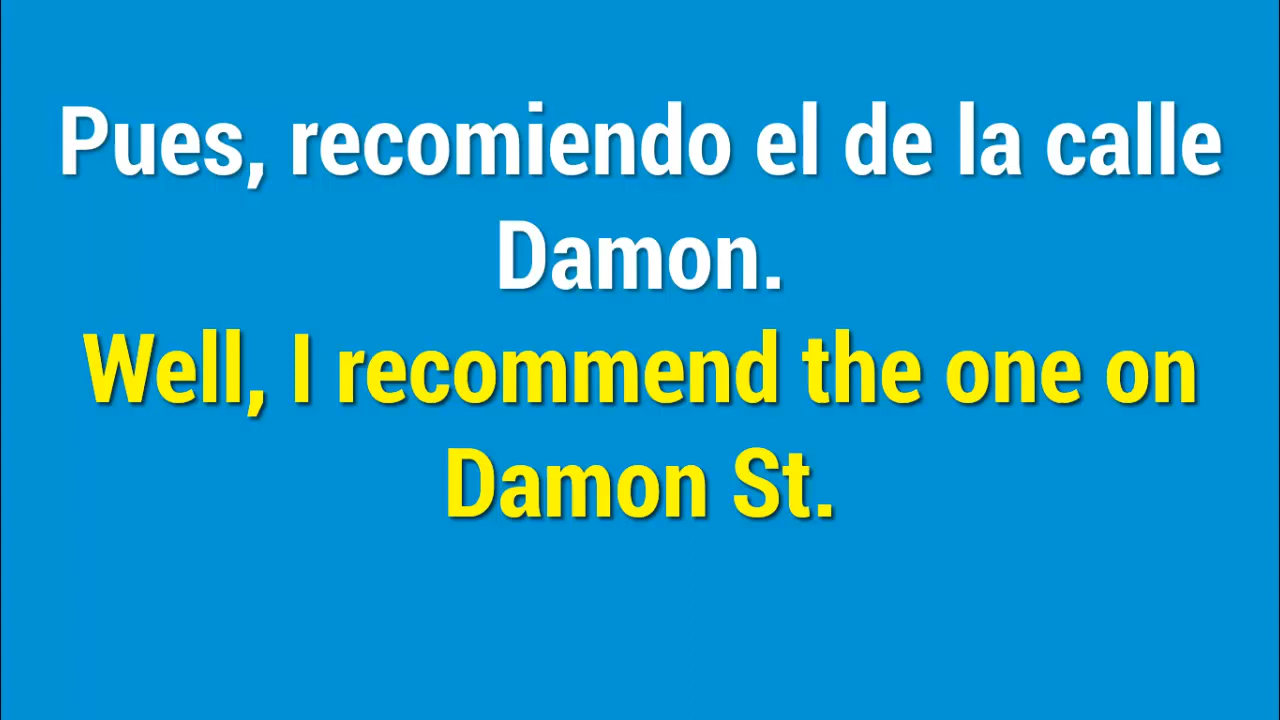 Pues, recomiendo el de la calle
Damon.
Well, I recommend the one on
Damon St.